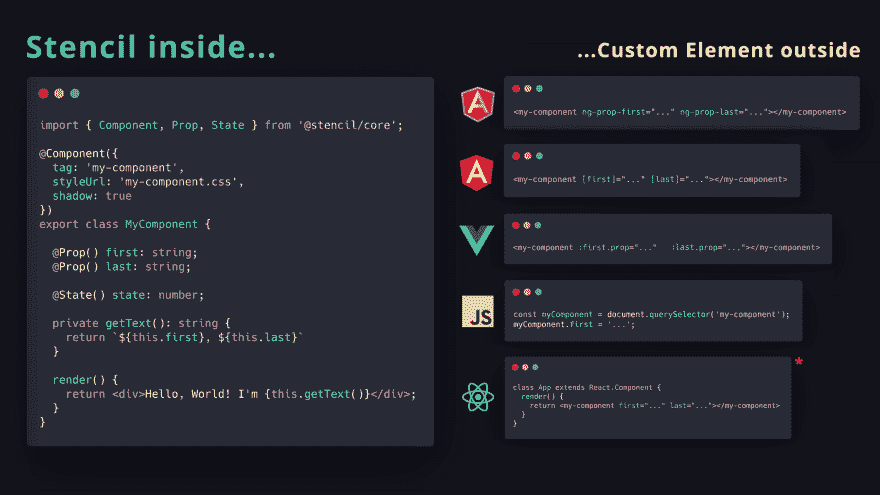 Stencil inside...
...Custom Element outside
import { Component, Prop, State } from '@stencil/core';
@Component({
tag: 'my-component',
styleUrl: 'my-component.css',
shadow: true
})
export class MyComponent {
@Prop() first: string;
@Prop() last: string;
@State() state: number;
private getText(): string {
return `${this.first}, ${this.last}`
}
render() {
return <div>Hello, World! I'm {this.getText()}</div>;
}
}
A
<my-component ng-prop-first="..." ng-prop-last="..."></my-component>
A
<my-component [first]="..." [last]="..."></my-component>
<my-component :first.prop="..." :last.prop="..."></my-component>
JS
const myComponent = document.querySelector('my-component');
myComponent.first = '...';
*
class App extends React.Component {
render() {
return <my-component first="..." last="..."></my-component>
}
}